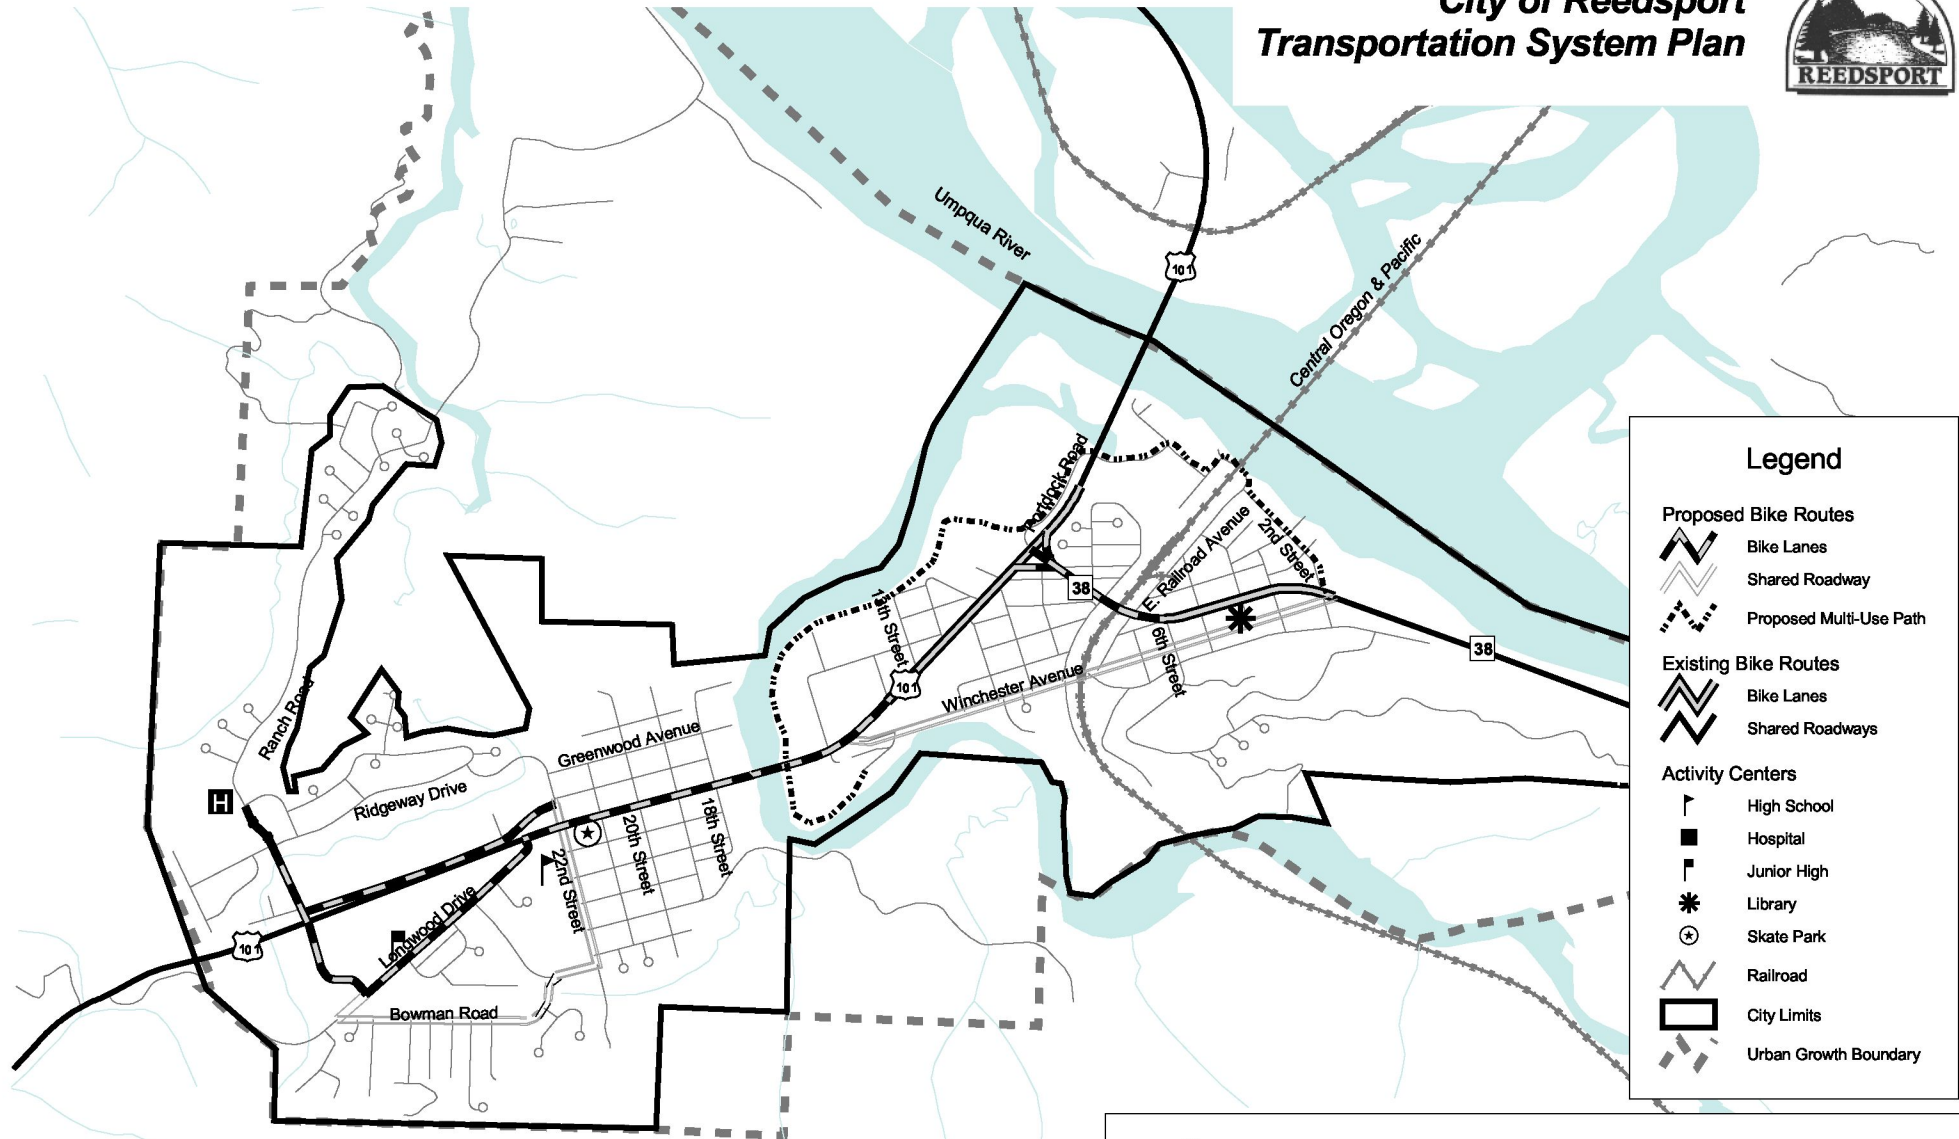 City of Reedsport
Transportation System Plan
REEDSPORT
Umpqua River
101
Central Oregon & Pacific
Portdock Road
E. Railroad Avenue
2nd Street
38
38
6th Street
101
Winchester Avenue
Ranch Road
Greenwood Avenue
Ridgeway Drive
H
18th Street
20th Street
22nd Street
Longwood Drive
101
Bowman Road
Legend
Proposed Bike Routes
Bike Lanes
Shared Roadway
Proposed Multi-Use Path
Existing Bike Routes
Bike Lanes
Shared Roadways
Activity Centers
High School
Hospital
Junior High
Library
Skate Park
Railroad
City Limits
Urban Growth Boundary